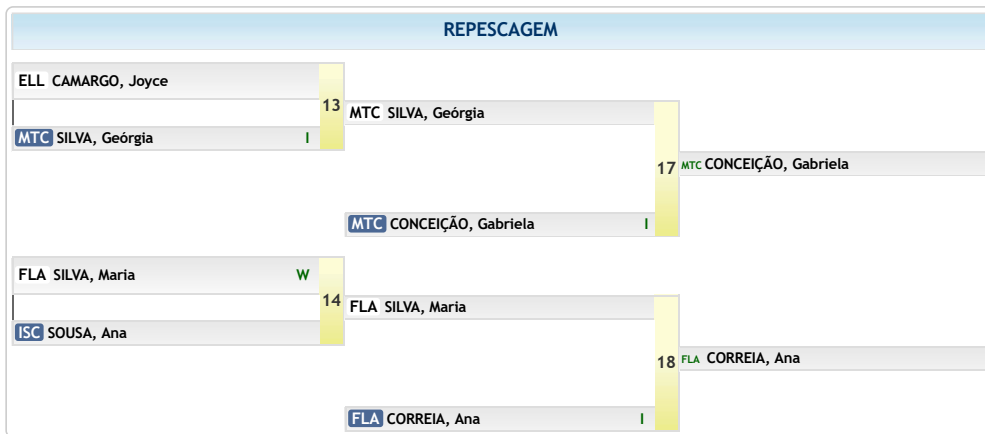 REPESCAGEM
ELL CAMARGO, Joyce
13
MTC SILVA, Geórgia I
MTC SILVA, Geórgia
17
MTC CONCEIÇÃO, Gabriela I
MTC CONCEIÇÃO, Gabriela
FLA SILVA, Maria W
14
ISC SOUSA, Ana
FLA SILVA, Maria
18
FLA CORREIA, Ana I
FLA CORREIA, Ana